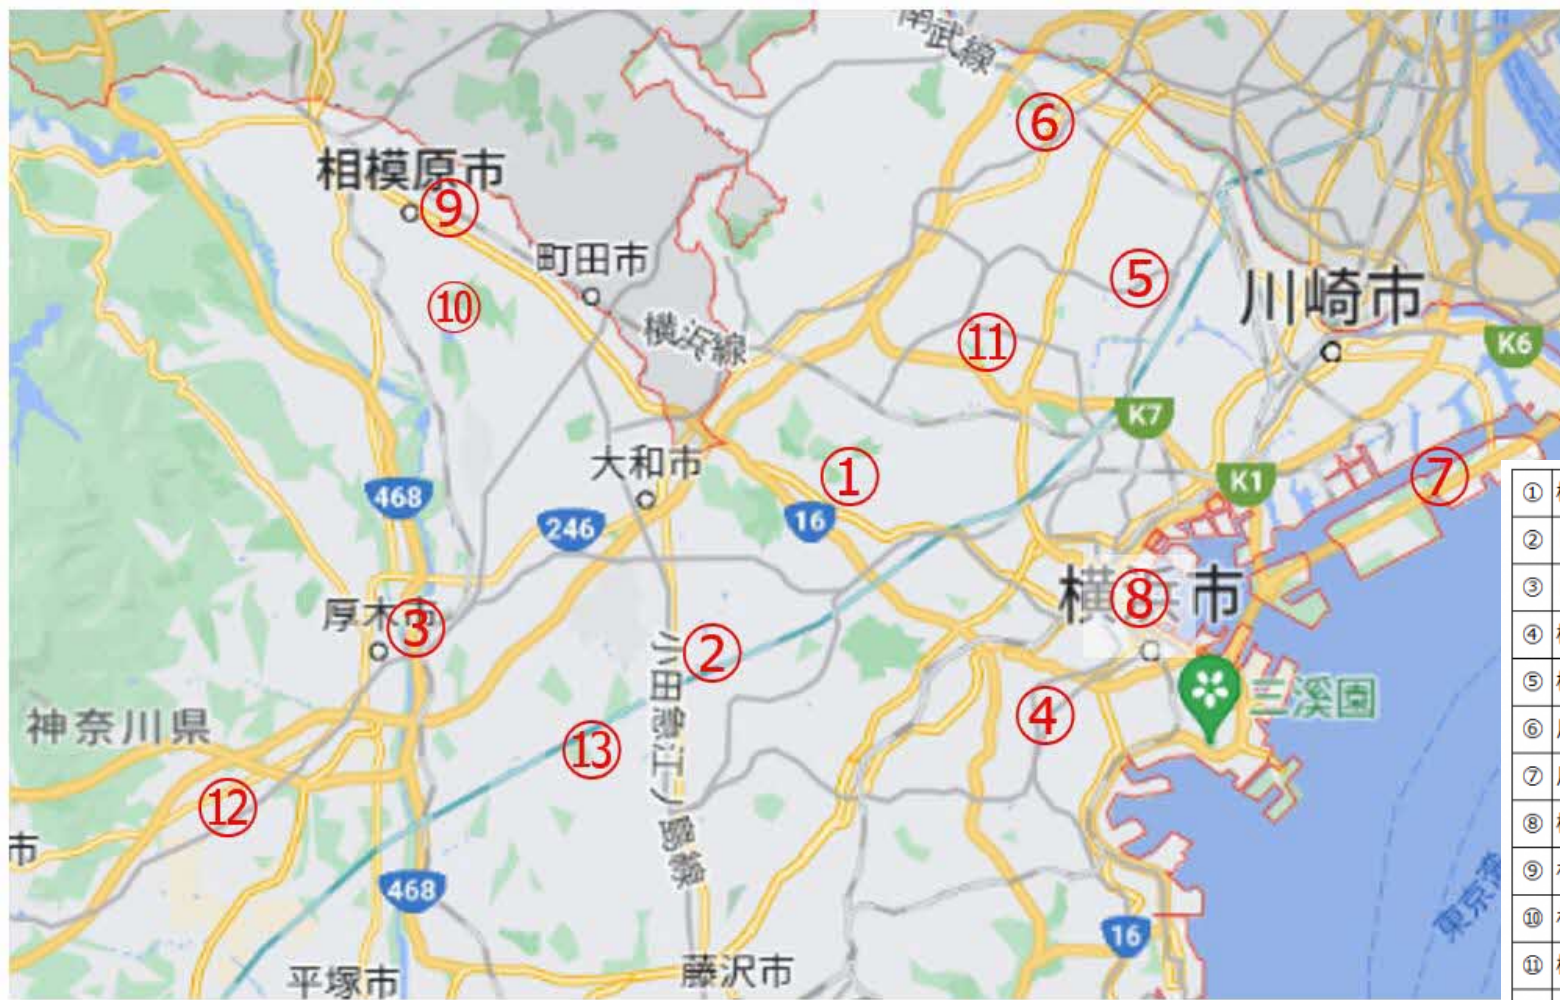 南武線
⑥
相模原市
⑨
町田市
⑤
川崎市
⑩
横浜線
⑪
K6
K7
大和市
①
K1
⑦
468
246
16
厚木市
③
横 市
⑧
小田急江ノ島線
②
三溪園
④
神奈川県
⑬
⑫
市
468
16
東京湾
平塚市
藤沢市
①
②
③
④
⑤
⑥
⑦
⑧
⑨
⑩
⑪